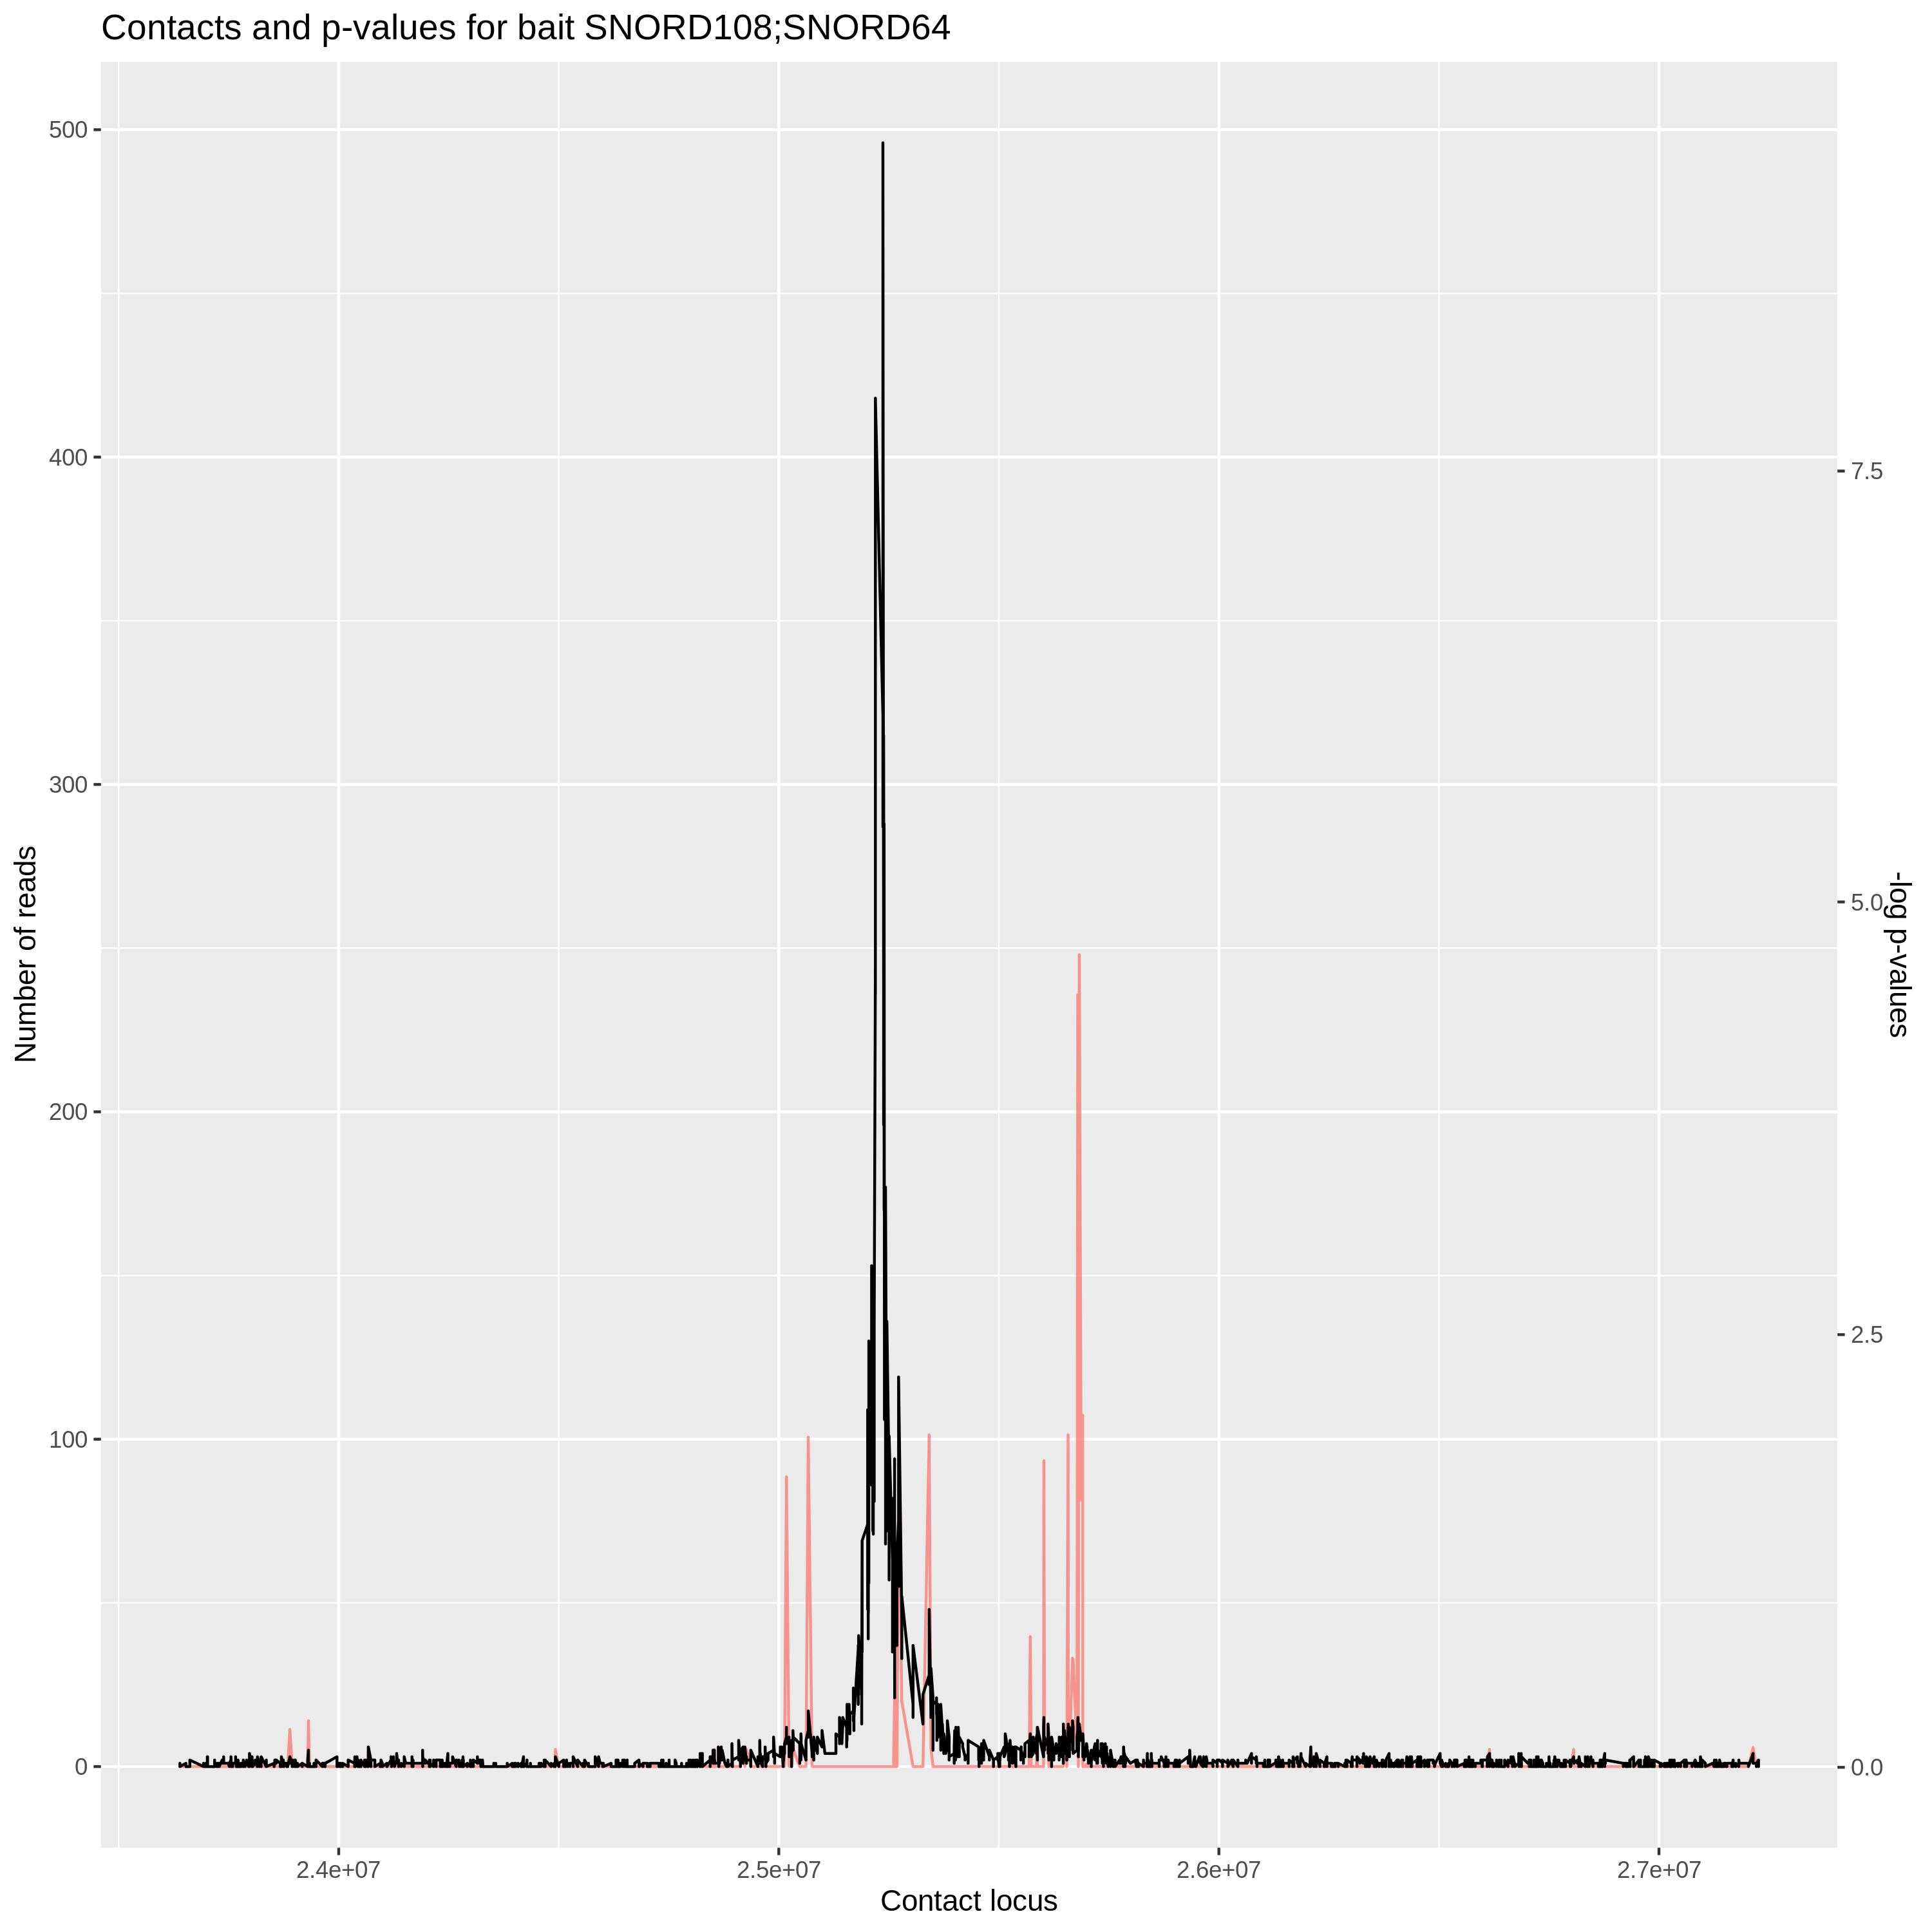 Contacts and p-values for bait SNORD108;SNORD64
Number of reads
500
400
300
200
100
0
7.5
5.0
2.5
0.0
-log p-values
2.4e+07 2.5e+07 2.6e+07 2.7e+07
Contact locus